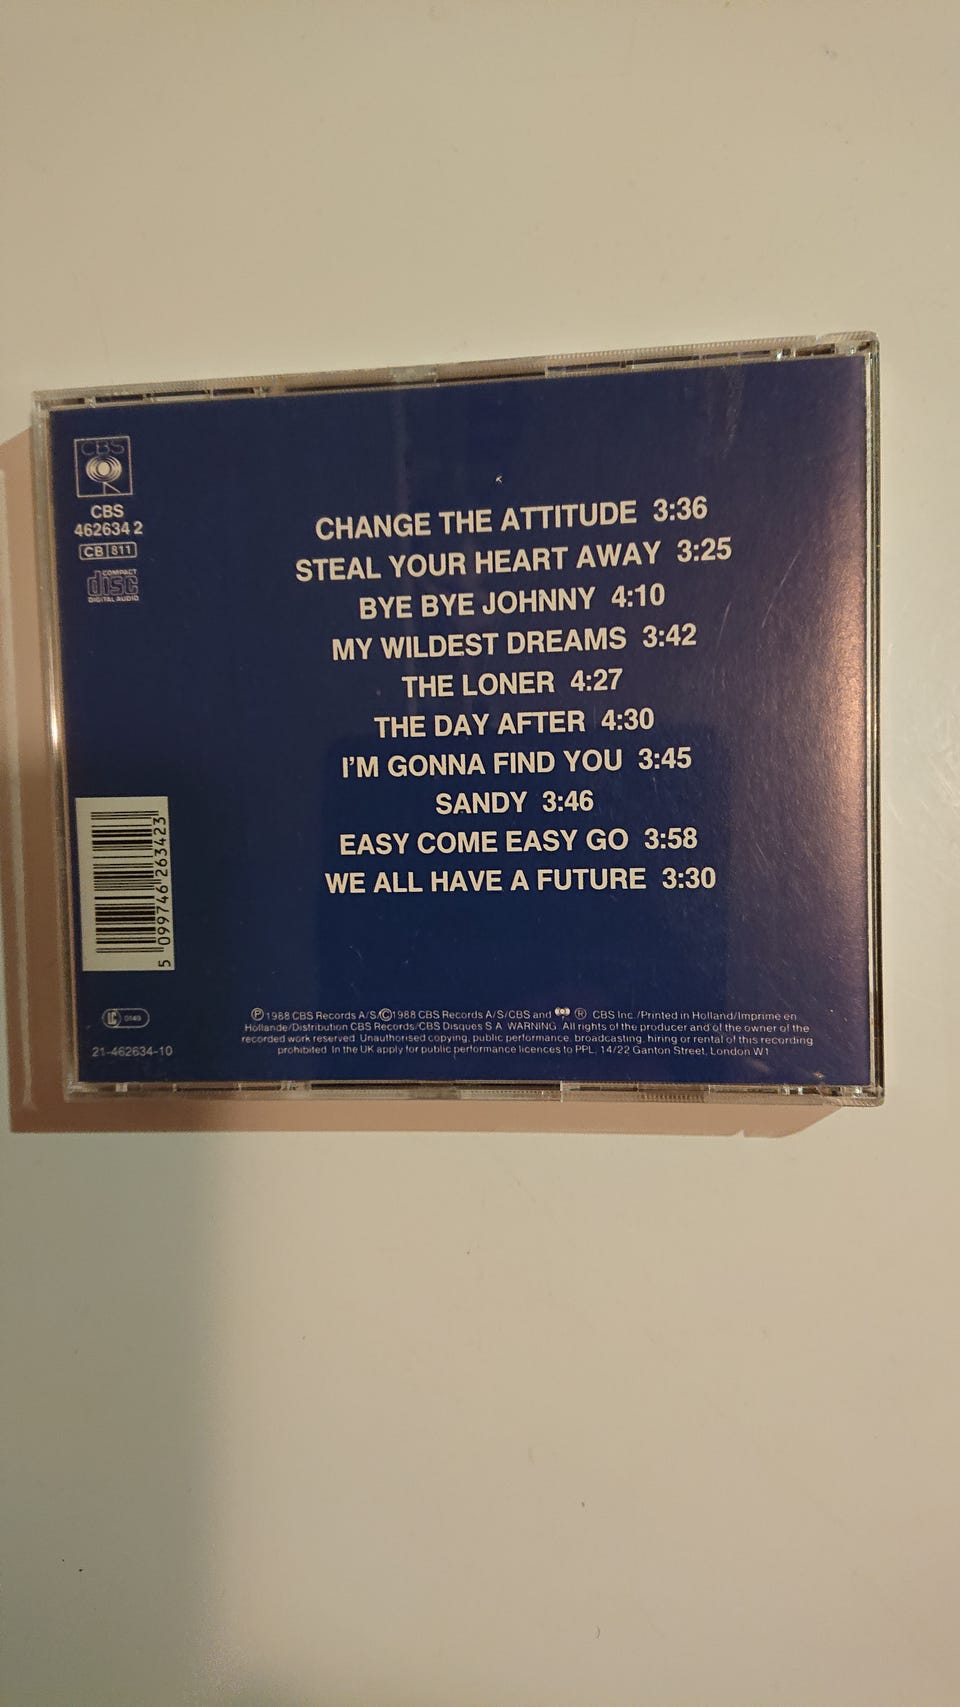 CBS
CBS
462634 2
CB 811
COMPACT
disc
DIGITAL AUDIO
CHANGE THE ATTITUDE 3:36
STEAL YOUR HEART AWAY 3:25
BYE BYE JOHNNY 4:10
MY WILDEST DREAMS 3:42
THE LONER 4:27
THE DAY AFTER 4:30
I'M GONNA FIND YOU 3:45
SANDY 3:46
EASY COME EASY GO 3:58
WE ALL HAVE A FUTURE 3:30
5 099746 263423
LC 0149
21-462634-10
Ⓟ 1988 CBS Records A/S/Ⓒ1988 CBS Records A/S/CBS and ® CBS Inc./Printed in Holland/Imprimé en
Hollande/Distribution CBS Records/CBS Disques S A WARNING All rights of the producer and of the owner of the
recorded work reserved. Unauthorised copying, public performance, broadcasting, hiring or rental of this recording
prohibited. In the UK apply for public performance licences to PPL, 14/22 Ganton Street, London W1